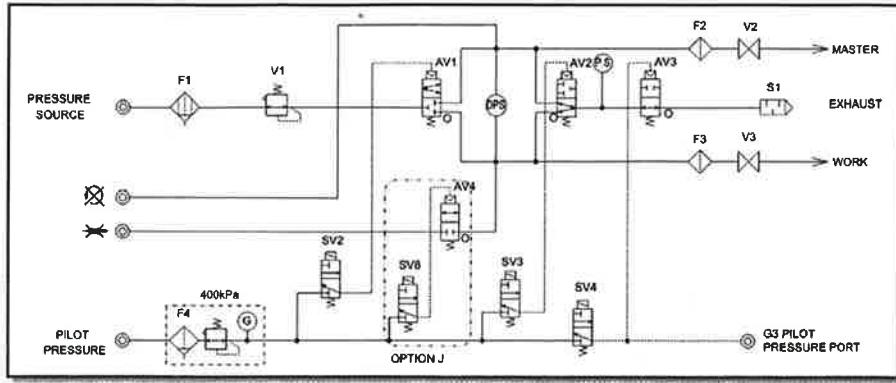 F2 V2
MASTER
F1 V1 AV1 AV2 PS AV3
S1
PRESSURE
SOURCE
DPS
EXHAUST
F3 V3
WORK
AV4
SV2
SV8
SV3
SV4
400kPa
F4
G
PILOT
PRESSURE
G3 PILOT
PRESSURE PORT
OPTION J